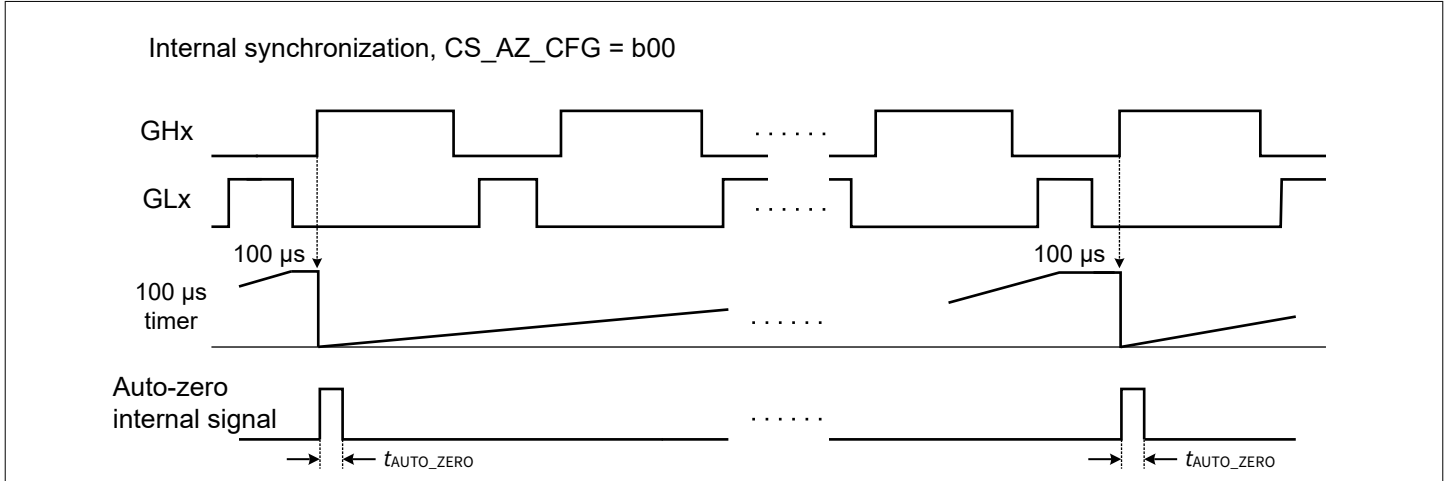 Internal synchronization, CS_AZ_CFG = b00
GHx
. . . . . .
GLx
. . . . . .
100 µs
100 µs
100 µs
timer
. . . . . .
Auto-zero
internal signal
. . . . . .
tAUTO_ZERO
tAUTO_ZERO